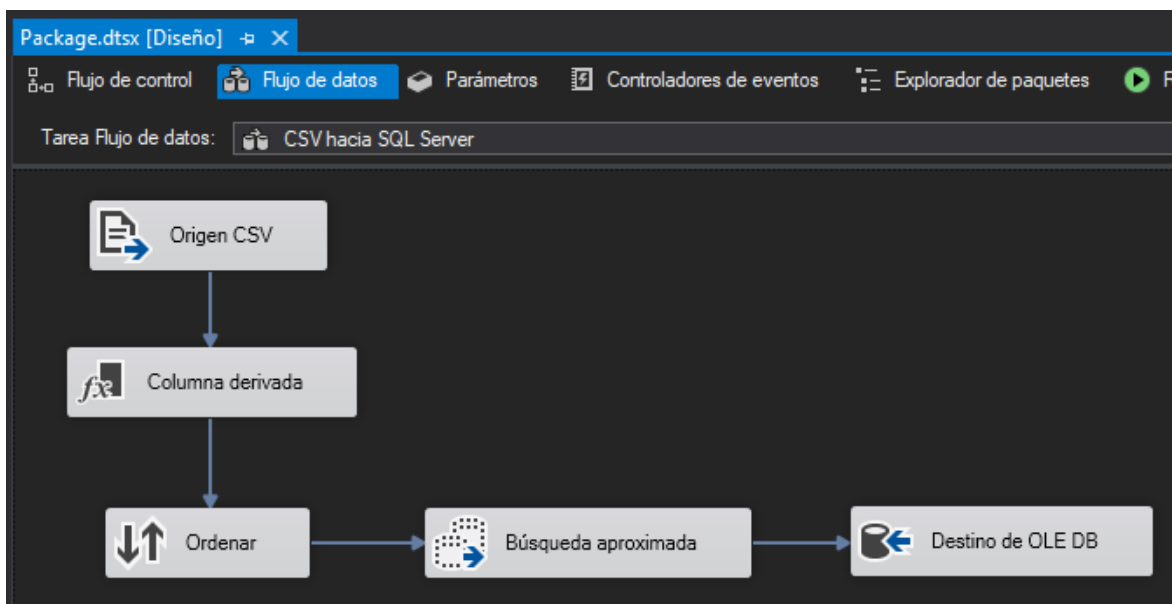 Package.dtsx [Diseño]
Flujo de control Flujo de datos Parámetros Controladores de eventos Explorador de paquetes
Tarea Flujo de datos: CSV hacia SQL Server
Origen CSV
Columna derivada
Ordenar Búsqueda aproximada Destino de OLE DB